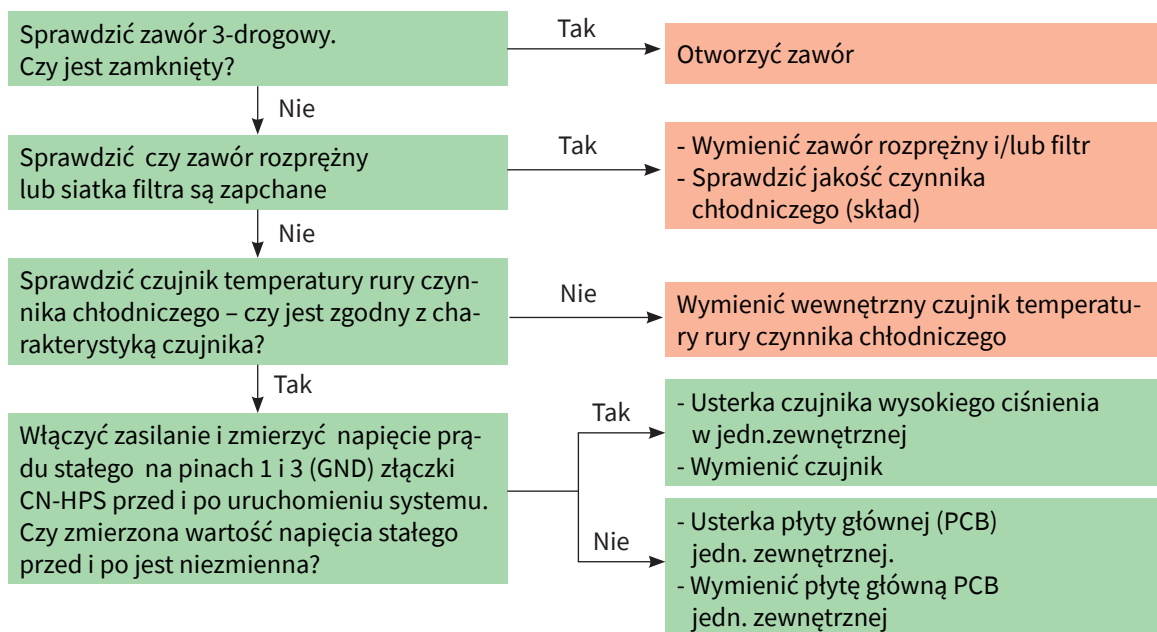 Sprawdzić zawór 3-drogowy.
Czy jest zamknięty?
Tak
Otworzyć zawór
Nie
Sprawdzić czy zawór rozprężny
lub siatka filtra są zapchane
Tak
- Wymienić zawór rozprężny i/lub filtr
- Sprawdzić jakość czynnika
chłodniczego (skład)
Nie
Sprawdzić czujnik temperatury rury czyn-
nika chłodniczego – czy jest zgodny z cha-
rakterystyką czujnika?
Nie
Wymienić wewnętrzny czujnik temperatu-
ry rury czynnika chłodniczego
Tak
Włączyć zasilanie i zmierzyć napięcie prą-
du stałego na pinach 1 i 3 (GND) złączki
CN-HPS przed i po uruchomieniu systemu.
Czy zmierzona wartość napięcia stałego
przed i po jest niezmienna?
Tak
- Usterka czujnika wysokiego ciśnienia
w jedn.zewnętrznej
- Wymienić czujnik
Nie
- Usterka płyty głównej (PCB)
jedn. zewnętrznej.
- Wymienić płytę główną PCB
jedn. zewnętrznej